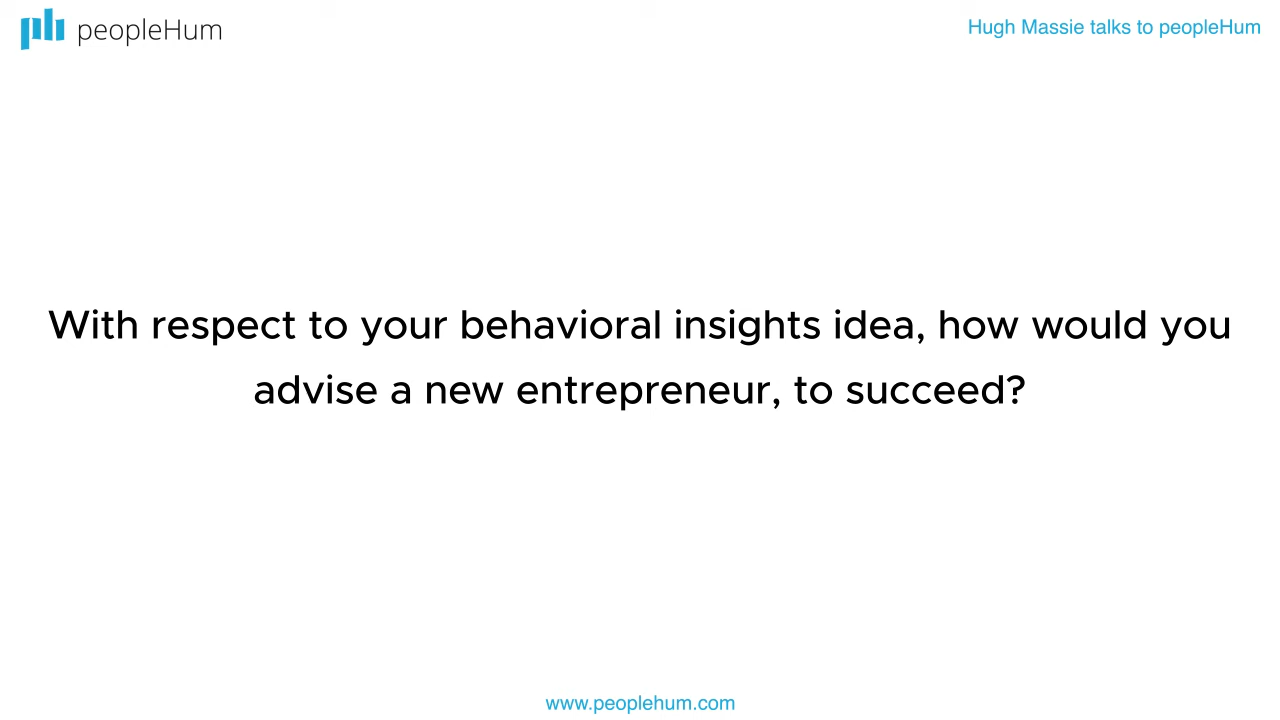 peopleHum
Hugh Massie talks to peopleHum
With respect to your behavioral insights idea, how would you
advise a new entrepreneur, to succeed?
www.peoplehum.com